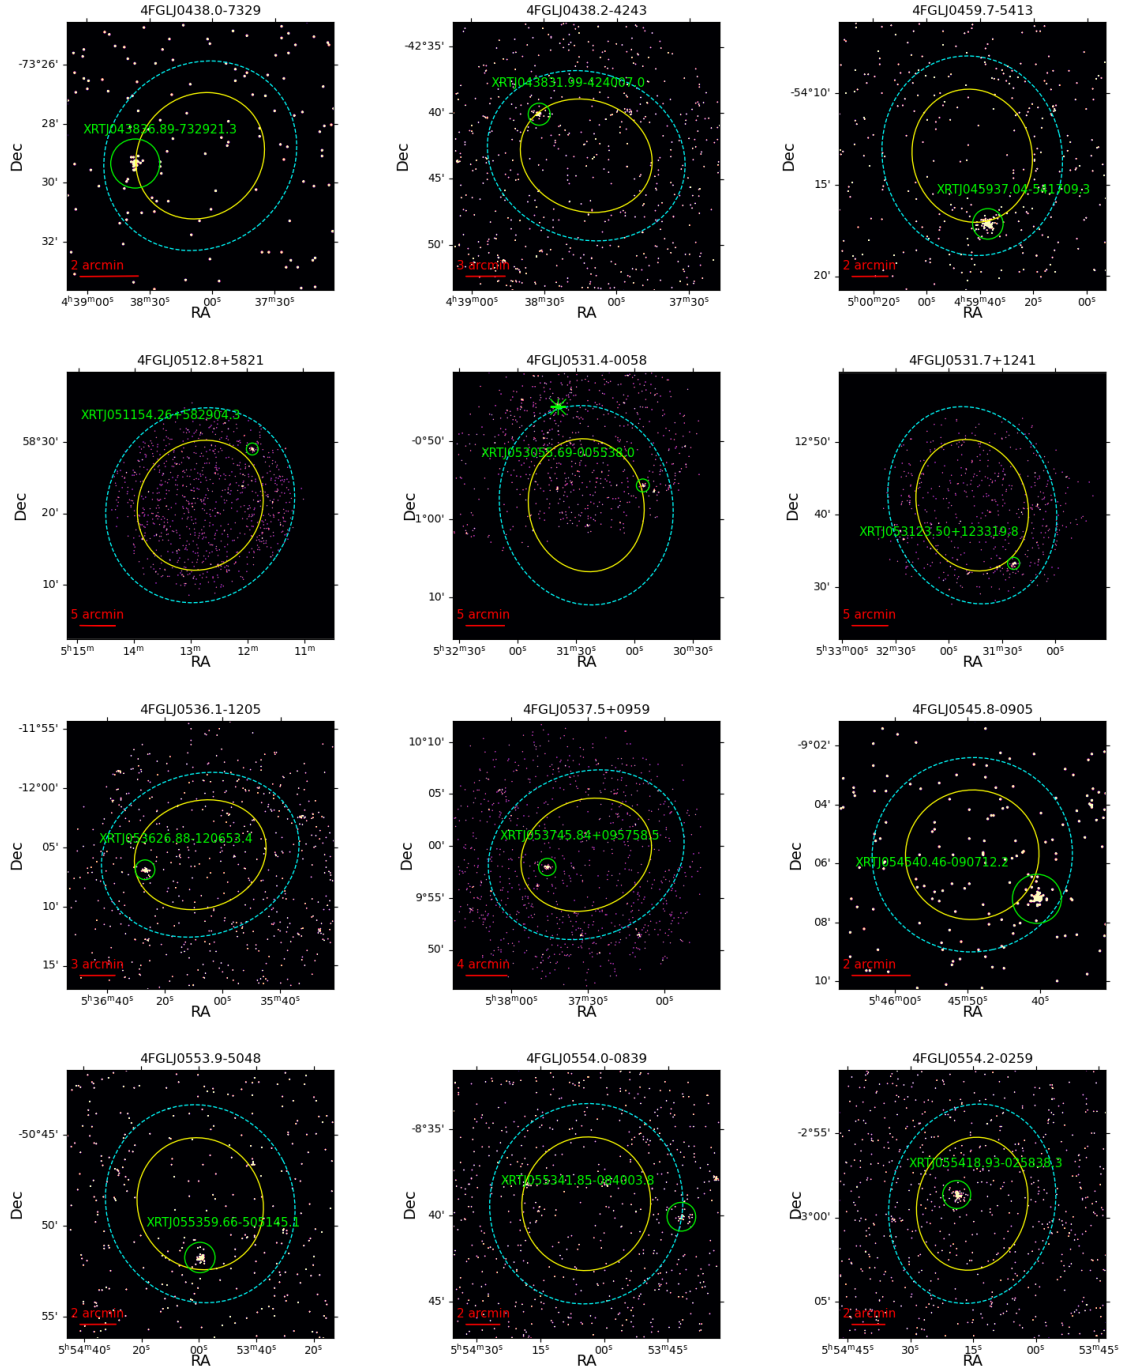 4FGLJ0438.0-7329
4FGLJ0438.2-4243
4FGLJ0459.7-5413
-73°26'
28'
30'
32'
Dec
XRTJ043836.89-732921.3
2 arcmin
4ʰ39ᵐ00ˢ 38ᵐ30ˢ 00ˢ 37ᵐ30ˢ
RA
-42°35'
40'
45'
50'
Dec
XRTJ043831.99-424007.0
3 arcmin
4ʰ39ᵐ00ˢ 38ᵐ30ˢ 00ˢ 37ᵐ30ˢ
RA
-54°10'
15'
20'
Dec
XRTJ045937.04-541709.3
2 arcmin
5ʰ00ᵐ20ˢ 00ˢ 4ʰ59ᵐ40ˢ 20ˢ 00ˢ
RA
4FGLJ0512.8+5821
4FGLJ0531.4-0058
4FGLJ0531.7+1241
58°30'
20'
10'
Dec
XRTJ051154.26+582904.3
5 arcmin
5ʰ15ᵐ 14ᵐ 13ᵐ 12ᵐ 11ᵐ
RA
-0°50'
-1°00'
10'
Dec
XRTJ053055.69-005538.0
5 arcmin
5ʰ32ᵐ30ˢ 00ˢ 31ᵐ30ˢ 00ˢ 30ᵐ30ˢ
RA
12°50'
40'
30'
Dec
XRTJ053123.50+123319.8
5 arcmin
5ʰ33ᵐ00ˢ 32ᵐ30ˢ 00ˢ 31ᵐ30ˢ 00ˢ
RA
4FGLJ0536.1-1205
4FGLJ0537.5+0959
4FGLJ0545.8-0905
-11°55'
-12°00'
05'
10'
15'
Dec
XRTJ053626.88-120653.4
3 arcmin
5ʰ36ᵐ40ˢ 20ˢ 00ˢ 35ᵐ40ˢ
RA
10°10'
05'
00'
9°55'
50'
Dec
XRTJ053745.84+095758.5
4 arcmin
5ʰ38ᵐ00ˢ 37ᵐ30ˢ 00ˢ
RA
-9°02'
04'
06'
08'
10'
Dec
XRTJ054540.46-090712.2
2 arcmin
5ʰ46ᵐ00ˢ 45ᵐ50ˢ 40ˢ
RA
4FGLJ0553.9-5048
4FGLJ0554.0-0839
4FGLJ0554.2-0259
-50°45'
50'
55'
Dec
XRTJ055359.66-505145.1
2 arcmin
5ʰ54ᵐ40ˢ 20ˢ 00ˢ 53ᵐ40ˢ 20ˢ
RA
-8°35'
40'
45'
Dec
XRTJ055341.85-084003.8
2 arcmin
5ʰ54ᵐ30ˢ 15ˢ 00ˢ 53ᵐ45ˢ
RA
-2°55'
-3°00'
05'
Dec
XRTJ055418.93-025838.3
2 arcmin
5ʰ54ᵐ45ˢ 30ˢ 15ˢ 00ˢ 53ᵐ45ˢ
RA